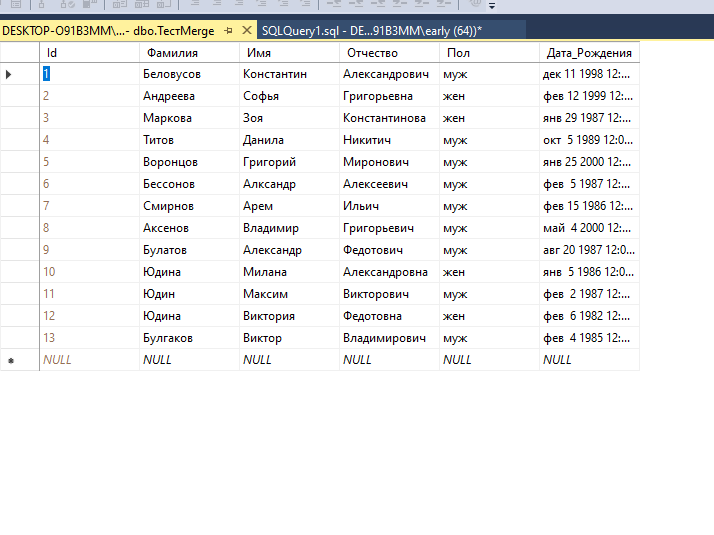 DESKTOP-O91B3MM\...- dbo.ТестMerge SQLQuery1.sql - DE...91B3MM\early (64))*
Id Фамилия Имя Отчество Пол Дата_Рождения
1 Беловусов Константин Александрович муж дек 11 1998 12:...
2 Андреева Софья Григорьевна жен фев 12 1999 12:...
3 Маркова Зоя Константинова жен янв 29 1987 12:...
4 Титов Данила Никитич муж окт 5 1989 12:0...
5 Воронцов Григорий Миронович муж янв 25 2000 12:...
6 Бессонов Алксандр Алексеевич муж фев 5 1987 12:...
7 Смирнов Арем Ильич муж фев 15 1986 12:...
8 Аксенов Владимир Григорьевич муж май 4 2000 12:...
9 Булатов Александр Федотович муж авг 20 1987 12:0...
10 Юдина Милана Александровна жен янв 5 1986 12:0...
11 Юдин Максим Викторович муж фев 2 1987 12:...
12 Юдина Виктория Федотовна жен фев 6 1982 12:...
13 Булгаков Виктор Владимирович муж фев 4 1985 12:...
NULL NULL NULL NULL NULL NULL